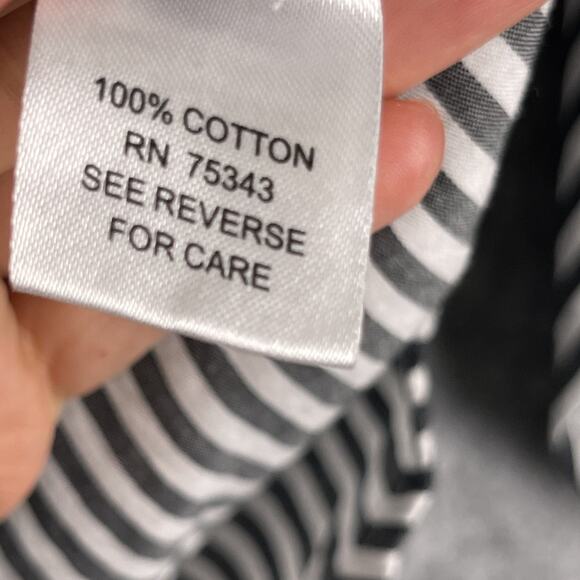 100% COTTON
RN 75343
SEE REVERSE
FOR CARE